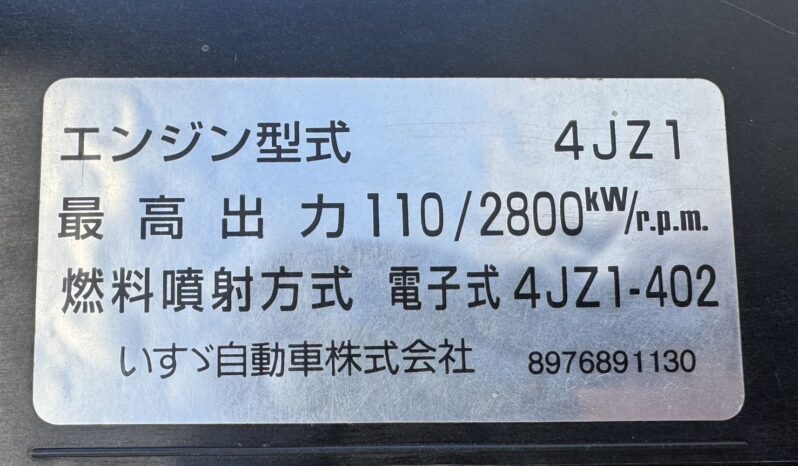 エンジン型式 4JZ1
最高出力 110/2800kW/r.p.m.
燃料噴射方式 電子式 4JZ1-402
いすゞ自動車株式会社 8976891130